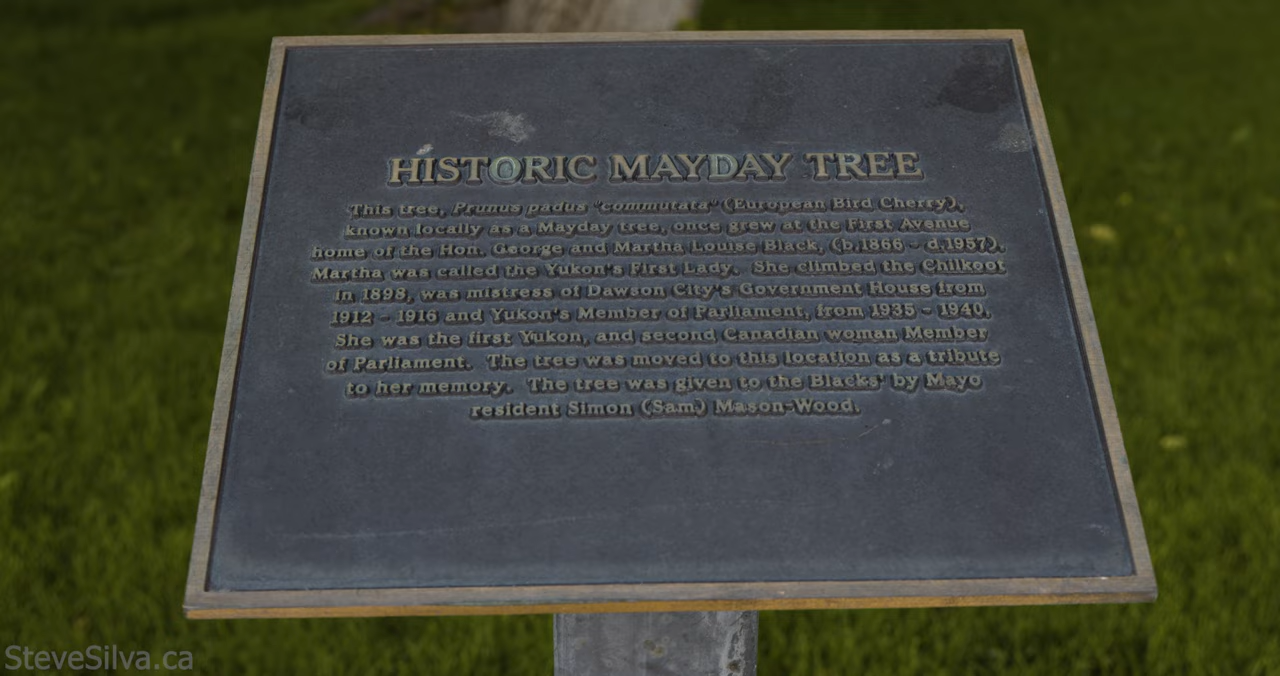 HISTORIC MAYDAY TREE
This tree, Prunus padus "commutata" (European Bird Cherry),
known locally as a Mayday tree, once grew at the First Avenue
home of the Hon. George and Martha Louise Black, (b.1866 - d.1957).
Martha was called the Yukon's First Lady. She climbed the Chilkoot
in 1898, was mistress of Dawson City's Government House from
1912 - 1916 and Yukon's Member of Parliament, from 1935 - 1940.
She was the first Yukon, and second Canadian woman Member
of Parliament. The tree was moved to this location as a tribute
to her memory. The tree was given to the Blacks' by Mayo
resident Simon (Sam) Mason-Wood.
SteveSilva.ca